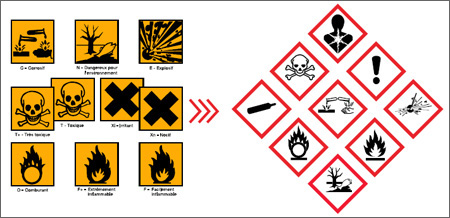 C = Corrosif
N = Dangereux pour
l'environnement
E = Explosif
T+ = Très toxique
T = Toxique
Xi = Irritant
Xn = Nocif
O = Comburant
F+ = Extrêmement
inflammable
F = Facilement
inflammable